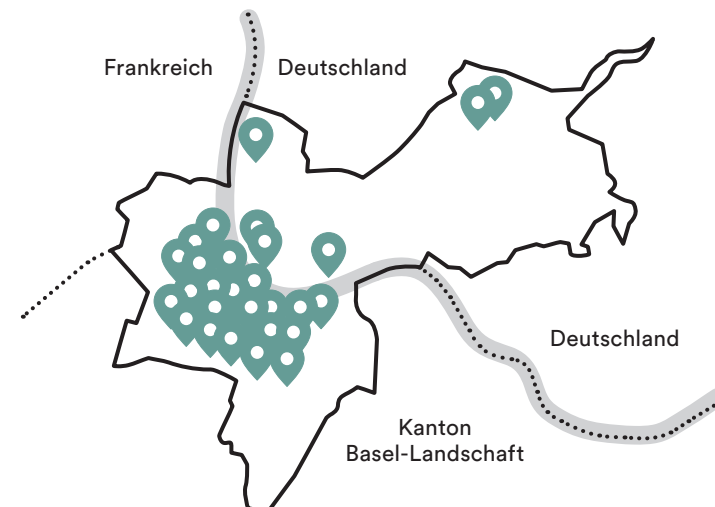 Frankreich
Deutschland
Deutschland
Kanton
Basel-Landschaft